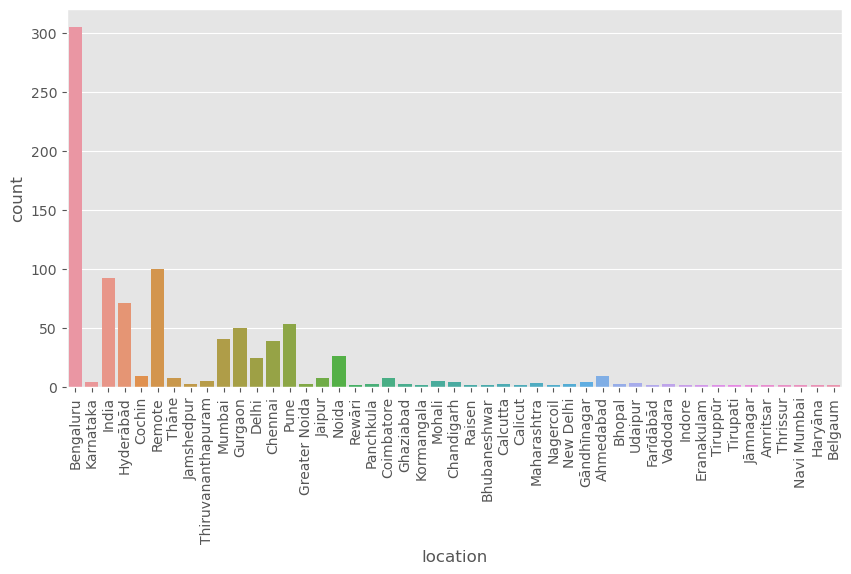 300
250
200
150
100
50
0
count
Bengaluru
Karnataka
India
Hyderābād
Cochin
Remote
Thāne
Jamshedpur
Thiruvananthapuram
Mumbai
Gurgaon
Delhi
Chennai
Pune
Greater Noida
Jaipur
Noida
Rewāri
Panchkula
Coimbatore
Ghaziabad
Kormangala
Mohali
Chandigarh
Raisen
Bhubaneshwar
Calcutta
Calicut
Maharashtra
Nagercoil
New Delhi
Gāndhīnagar
Ahmedabad
Bhopal
Udaipur
Farīdābād
Vadodara
Indore
Eranakulam
Tiruppūr
Tirupati
Jāmnagar
Amritsar
Thrissur
Navi Mumbai
Haryāna
Belgaum
location